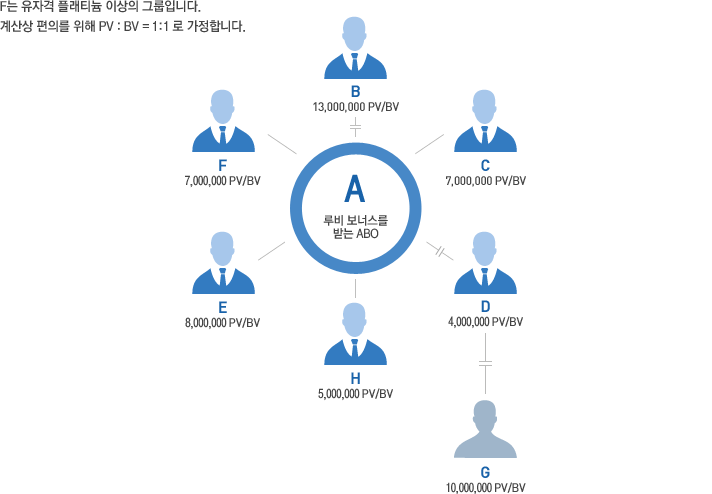 F는 유자격 플래티늄 이상의 그룹입니다.
계산상 편의를 위해 PV : BV = 1:1 로 가정합니다.
B
13,000,000 PV/BV
F
7,000,000 PV/BV
C
7,000,000 PV/BV
A
루비 보너스를
받는 ABO
E
8,000,000 PV/BV
D
4,000,000 PV/BV
H
5,000,000 PV/BV
G
10,000,000 PV/BV